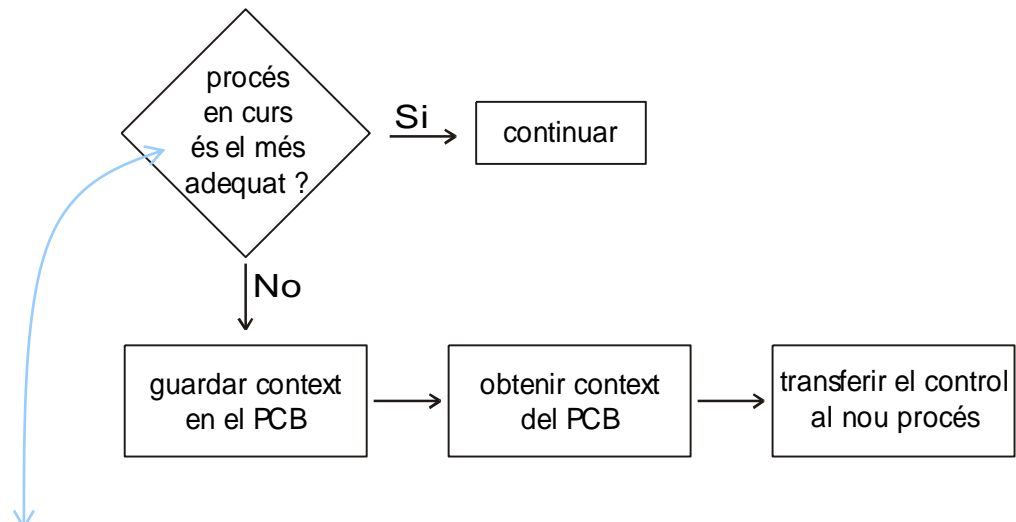 procés
en curs
és el més
adequat ?
Si
continuar
No
guardar context
en el PCB
obtenir context
del PCB
transferir el control
al nou procés